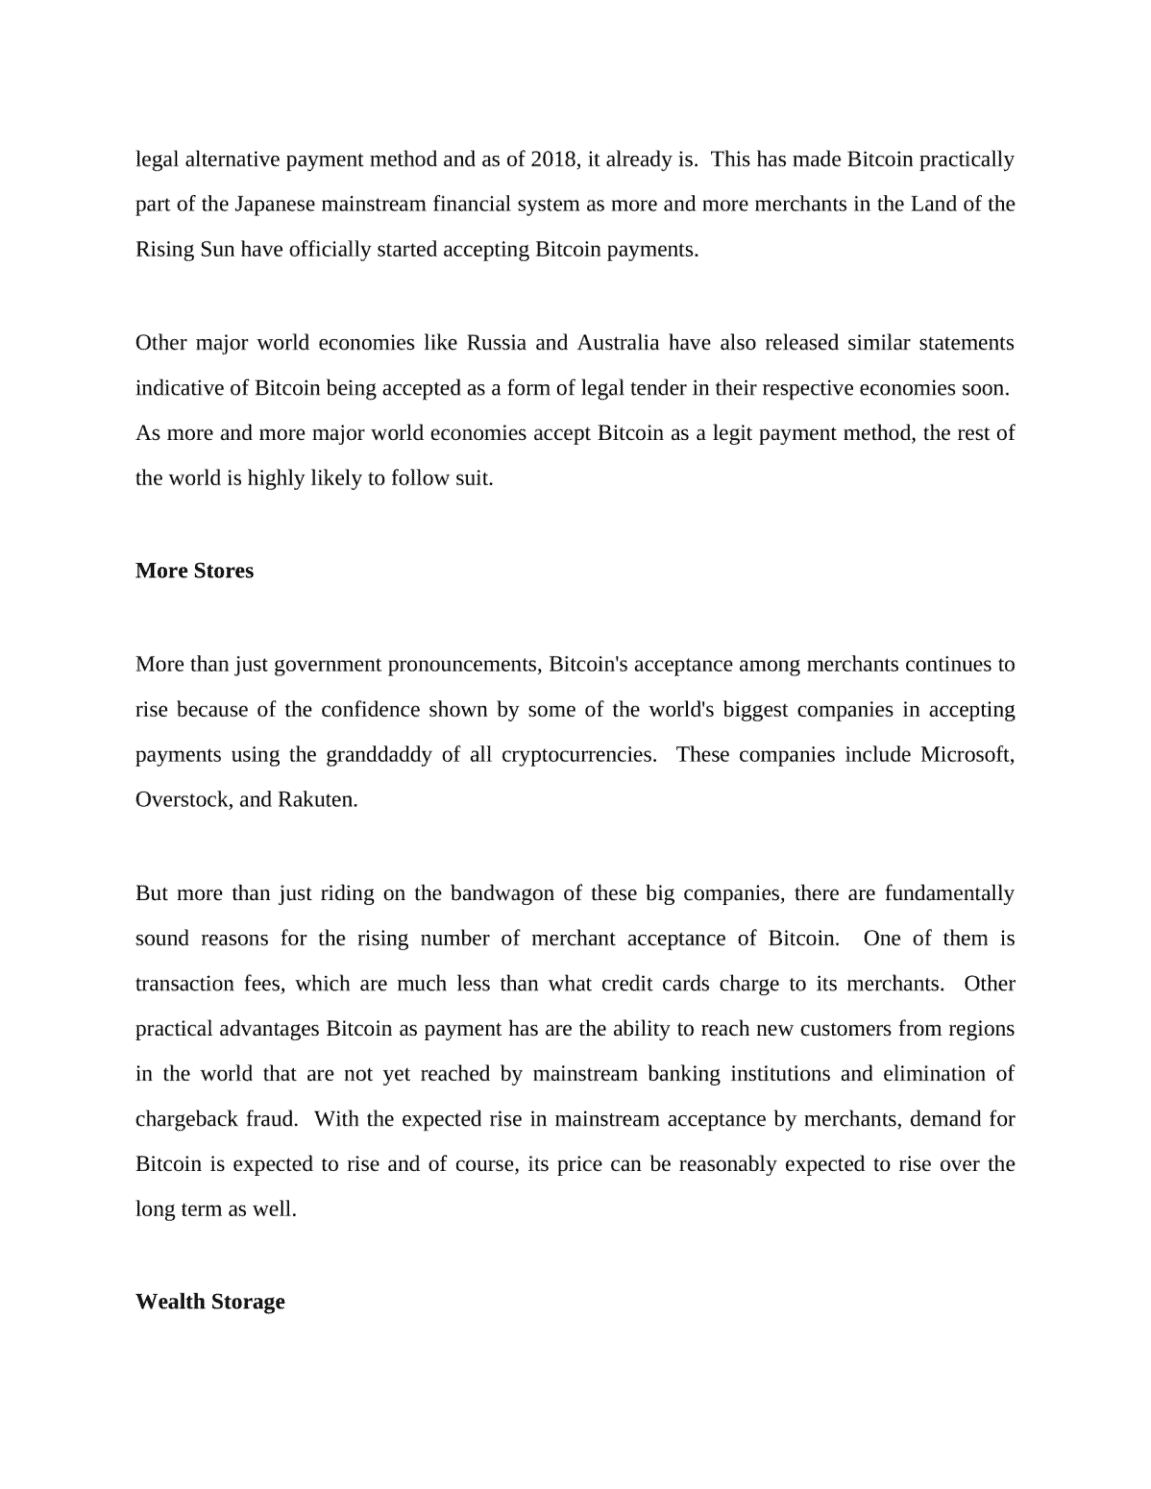 legal alternative payment method and as of 2018, it already is.  This has made Bitcoin practically
part of the Japanese mainstream financial system as more and more merchants in the Land of the
Rising Sun have officially started accepting Bitcoin payments.
Other major world economies like Russia and Australia have also released similar statements
indicative of Bitcoin being accepted as a form of legal tender in their respective economies soon.
As more and more major world economies accept Bitcoin as a legit payment method, the rest of
the world is highly likely to follow suit.
More Stores
More than just government pronouncements, Bitcoin's acceptance among merchants continues to
rise because of the confidence shown by some of the world's biggest companies in accepting
payments using the granddaddy of all cryptocurrencies.  These companies include Microsoft,
Overstock, and Rakuten.
But more than just riding on the bandwagon of these big companies, there are fundamentally
sound reasons for the rising number of merchant acceptance of Bitcoin.  One of them is
transaction fees, which are much less than what credit cards charge to its merchants.  Other
practical advantages Bitcoin as payment has are the ability to reach new customers from regions
in the world that are not yet reached by mainstream banking institutions and elimination of
chargeback fraud.  With the expected rise in mainstream acceptance by merchants, demand for
Bitcoin is expected to rise and of course, its price can be reasonably expected to rise over the
long term as well.
Wealth Storage